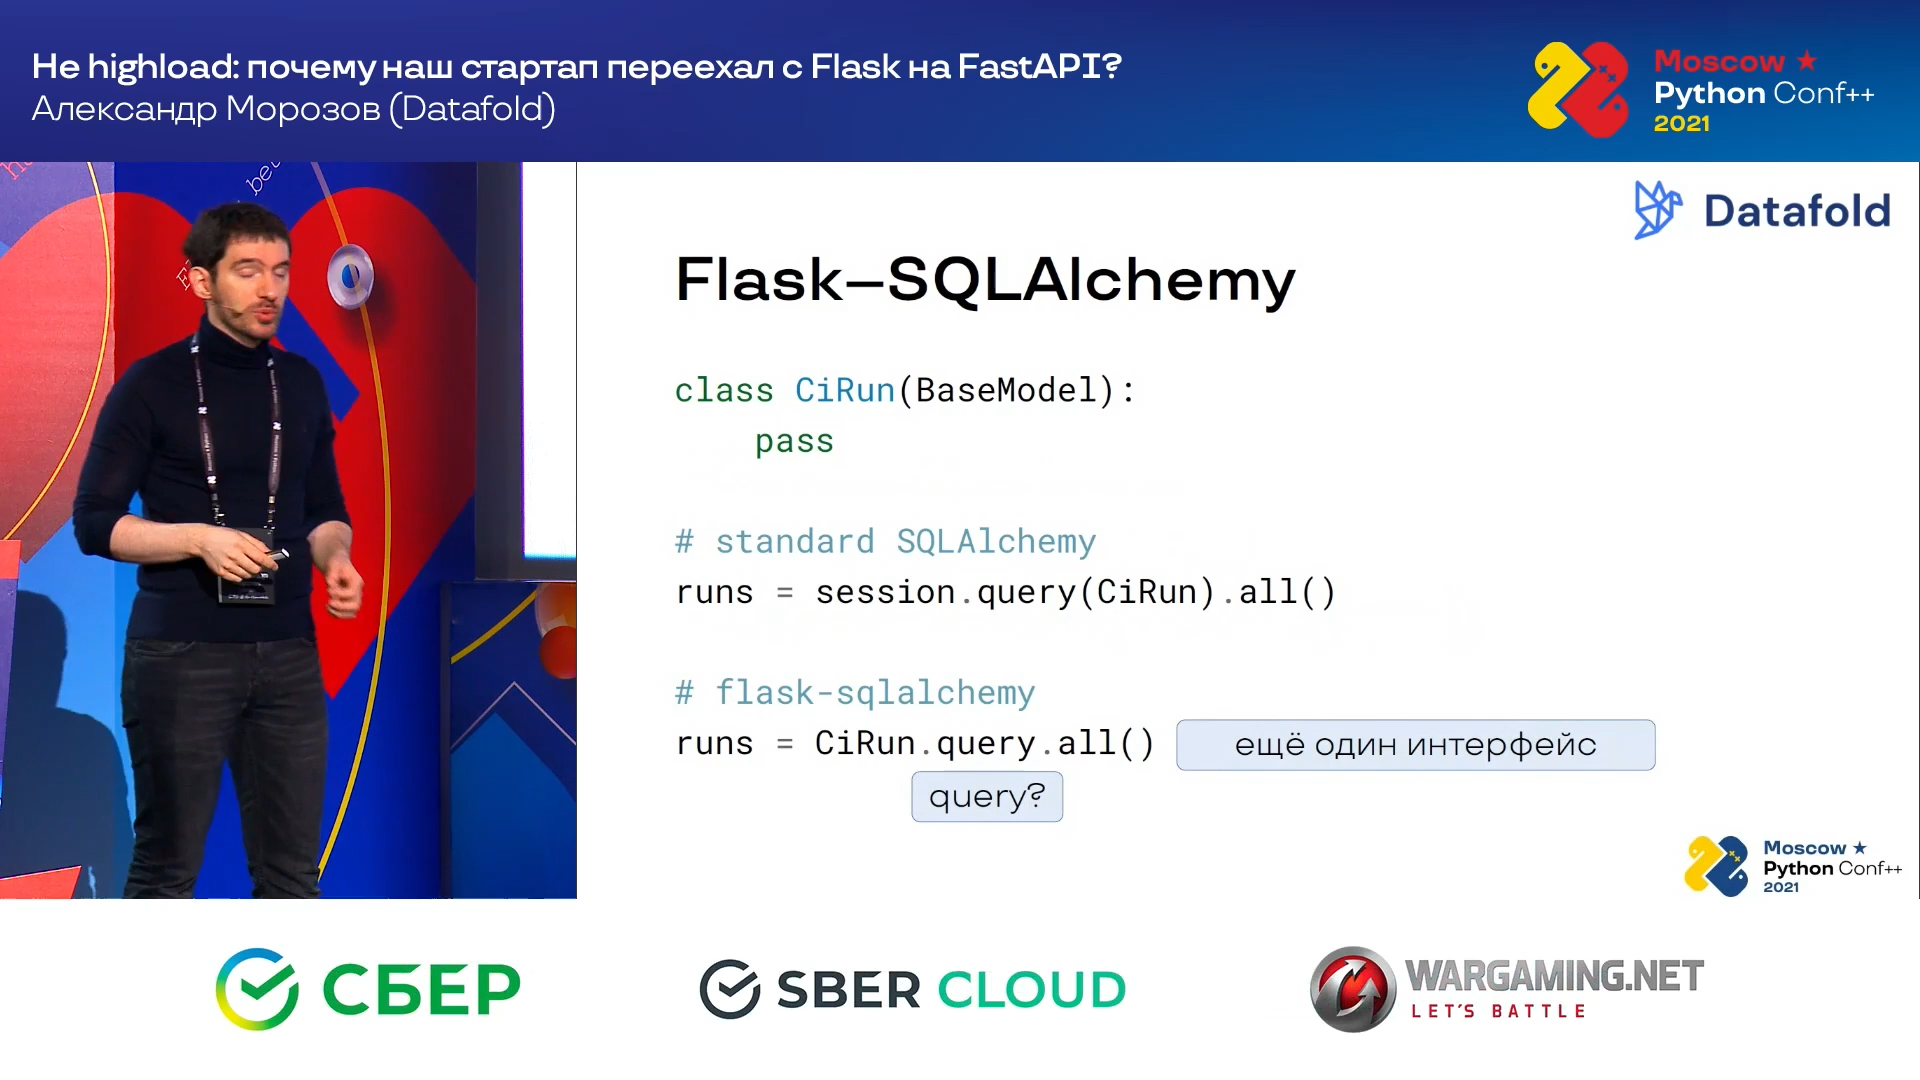 Не highload: почему наш стартап переехал с Flask на FastAPI?
Александр Морозов (Datafold)
Moscow ★
Python Conf++
2021
Datafold
Flask–SQLAlchemy
class CiRun(BaseModel):
pass
# standard SQLAlchemy
runs = session.query(CiRun).all()
# flask-sqlalchemy
runs = CiRun.query.all()
ещё один интерфейс
query?
Moscow ★
Python Conf++
2021
СБЕР
SBER CLOUD
WARGAMING.NET
LET'S BATTLE